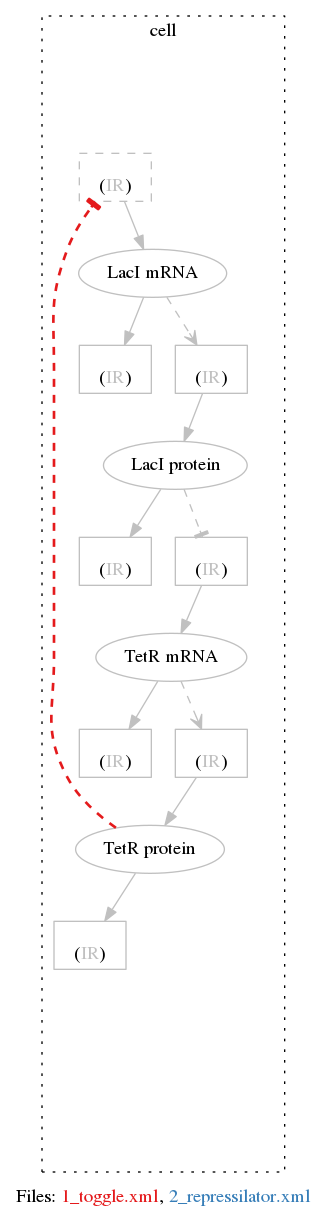 cell
(IR)
LacI mRNA
(IR) (IR)
LacI protein
(IR) (IR)
TetR mRNA
(IR) (IR)
TetR protein
(IR)
Files: 1_toggle.xml, 2_repressilator.xml